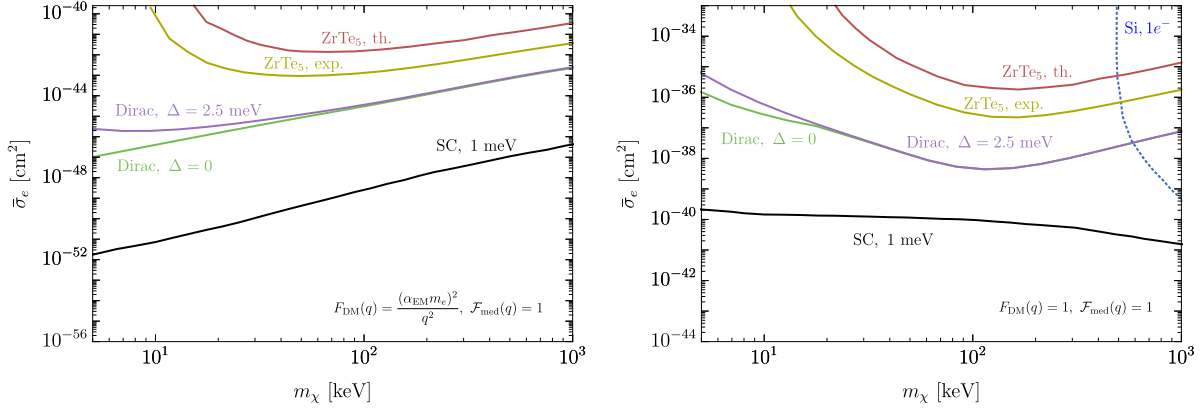 10⁻⁴⁰
10⁻⁴⁴
10⁻⁴⁸
10⁻⁵²
10⁻⁵⁶
σ̄ₑ [cm²]
ZrTe₅, th.
ZrTe₅, exp.
Dirac, Δ = 2.5 meV
Dirac, Δ = 0
SC, 1 meV
F_DM(q) = (α_EM mₑ)²/q², ℱ_med(q) = 1
10¹ 10² 10³
m_χ [keV]
10⁻³⁴
10⁻³⁶
10⁻³⁸
10⁻⁴⁰
10⁻⁴²
10⁻⁴⁴
σ̄ₑ [cm²]
Si, 1e⁻
ZrTe₅, th.
ZrTe₅, exp.
Dirac, Δ = 0
Dirac, Δ = 2.5 meV
SC, 1 meV
F_DM(q) = 1, ℱ_med(q) = 1
10¹ 10² 10³
m_χ [keV]